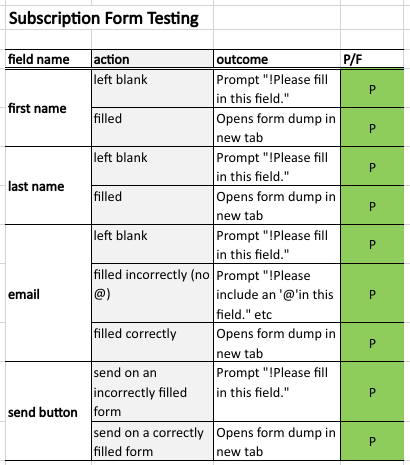 Subscription Form Testing
field name action outcome P/F
first name
left blank
Prompt "!Please fill
in this field."
P
filled
Opens form dump in
new tab
P
last name
left blank
Prompt "!Please fill
in this field."
P
filled
Opens form dump in
new tab
P
email
left blank
Prompt "!Please fill
in this field."
P
filled incorrectly (no
@)
Prompt "!Please
include an '@'in this
field." etc
P
filled correctly
Opens form dump in
new tab
P
send button
send on an
incorrectly filled
form
Prompt "!Please fill
in this field."
P
send on a correctly
filled form
Opens form dump in
new tab
P